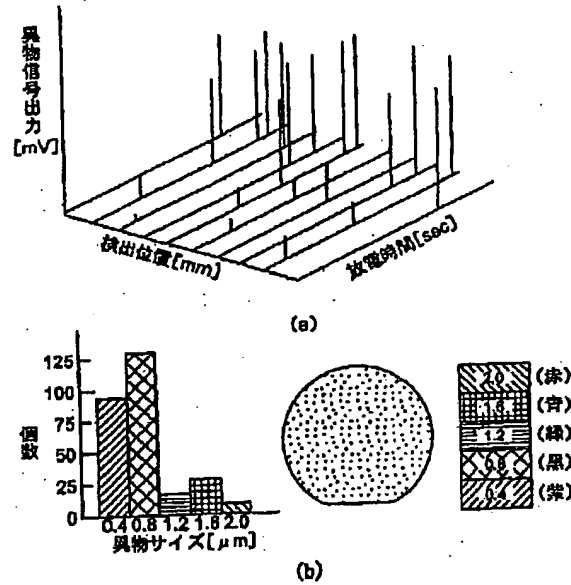 異物信号出力
[mV]
検出位置[mm]
放電時間[sec]
(a)
個数
125
100
75
50
25
0
0.4 0.8 1.2 1.6 2.0
異物サイズ[μm]
2.0 (赤)
1.6 (青)
1.2 (緑)
0.8 (黒)
0.4 (紫)
(b)